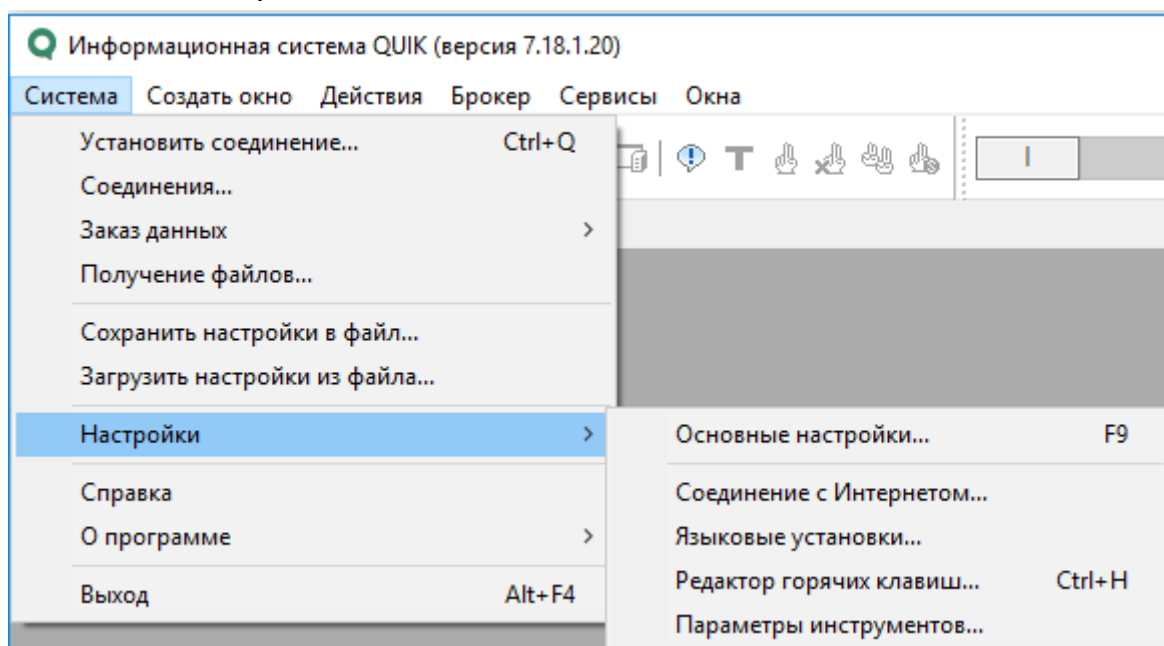 Информационная система QUIK (версия 7.18.1.20)
Система Создать окно Действия Брокер Сервисы Окна
Установить соединение... Ctrl+Q
Соединения...
Заказ данных
Получение файлов...
Сохранить настройки в файл...
Загрузить настройки из файла...
Настройки
Справка
О программе
Выход Alt+F4
Основные настройки... F9
Соединение с Интернетом...
Языковые установки...
Редактор горячих клавиш... Ctrl+H
Параметры инструментов...